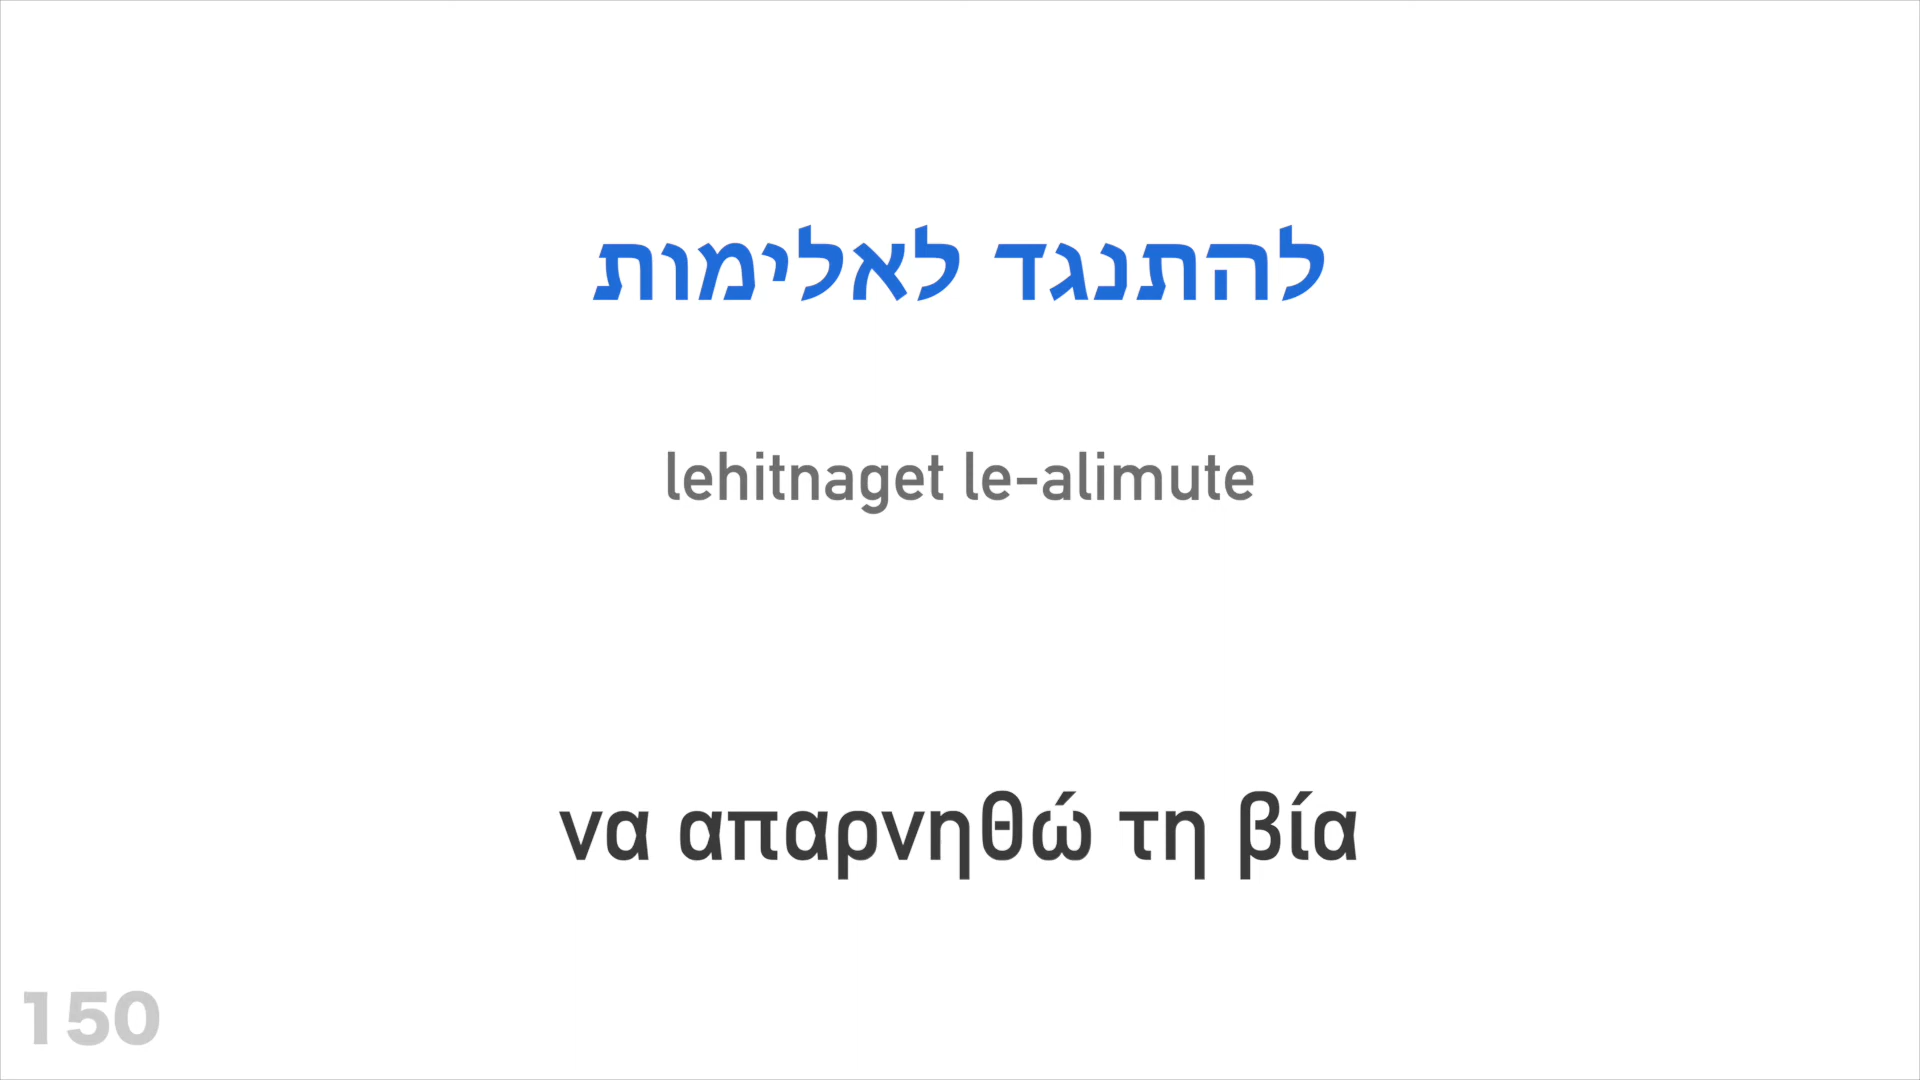 להתנגד לאלימות
lehitnaget le-alimute
να απαρνηθώ τη βία
150